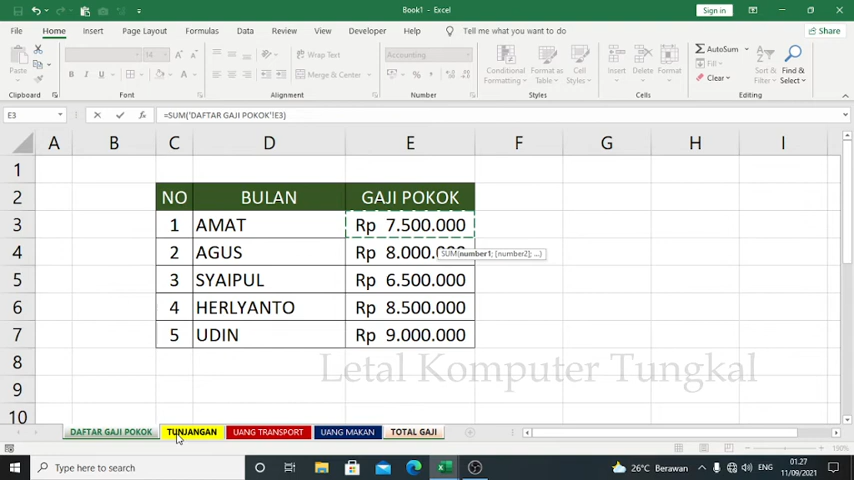 Book1 - Excel
Sign in
File Home Insert Page Layout Formulas Data Review View Developer Help Tell me what you want to do Share
Paste
Clipboard
14
B I U
Font
Wrap Text
Merge & Center
Alignment
Accounting
%
Number
Conditional Formatting
Format as Table
Cell Styles
Styles
Insert Delete Format
Cells
AutoSum
Clear
Sort & Filter
Find & Select
Editing
E3 fx =SUM('DAFTAR GAJI POKOK'!E3)
A B C D E F G H I
1
2 NO BULAN GAJI POKOK
3 1 AMAT Rp 7.500.000
SUM(number1; [number2]; ...)
4 2 AGUS Rp 8.000.000
5 3 SYAIPUL Rp 6.500.000
6 4 HERLYANTO Rp 8.500.000
7 5 UDIN Rp 9.000.000
8
Letal Komputer Tungkal
9
10
DAFTAR GAJI POKOK TUNJANGAN UANG TRANSPORT UANG MAKAN TOTAL GAJI
190%
Type here to search
26°C Berawan
ENG
01.27
11/09/2021